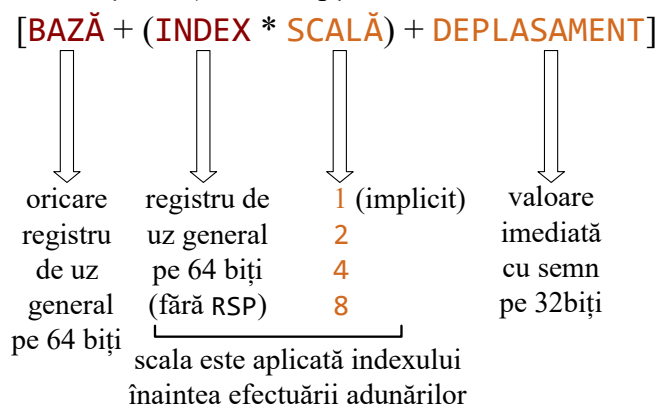 [BAZĂ + (INDEX * SCALĂ) + DEPLASAMENT]
oricare
registru
de uz
general
pe 64 biți
registru de
uz general
pe 64 biți
(fără RSP)
1 (implicit)
2
4
8
valoare
imediată
cu semn
pe 32biți
scala este aplicată indexului
înaintea efectuării adunărilor